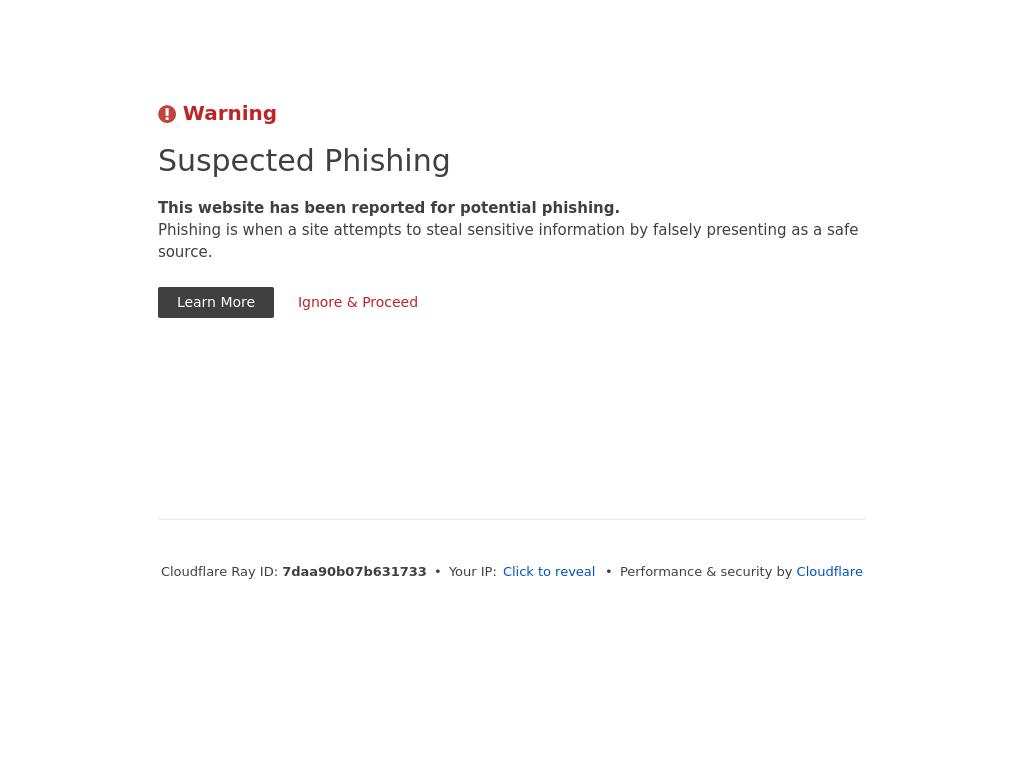 Warning
Suspected Phishing
This website has been reported for potential phishing.
Phishing is when a site attempts to steal sensitive information by falsely presenting as a safe
source.
Learn More Ignore & Proceed
Cloudflare Ray ID: 7daa90b07b631733 • Your IP: Click to reveal • Performance & security by Cloudflare